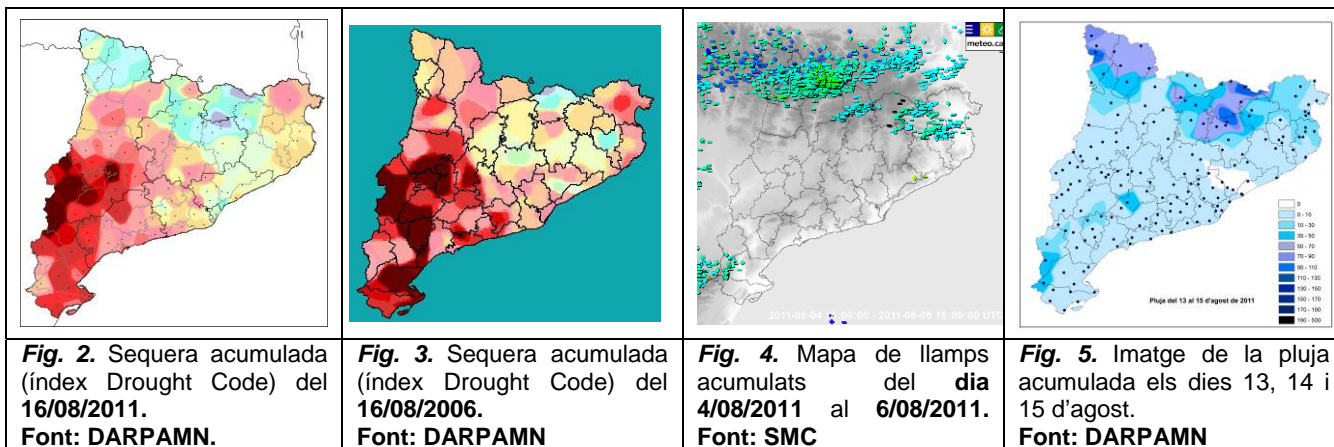 meteo.ca
2011-08-04 16:00:00 - 2011-08-06 16:00:00 UTC
Pluja del 13 al 15 d'agost de 2011
0
0 - 10
10 - 30
30 - 50
50 - 70
70 - 90
90 - 110
110 - 130
130 - 150
150 - 170
170 - 190
190 - 500
Fig. 2. Sequera acumulada
(índex Drought Code) del
16/08/2011.
Font: DARPAMN.
Fig. 3. Sequera acumulada
(índex Drought Code) del
16/08/2006.
Font: DARPAMN
Fig. 4. Mapa de llamps
acumulats del dia
4/08/2011 al 6/08/2011.
Font: SMC
Fig. 5. Imatge de la pluja
acumulada els dies 13, 14 i
15 d'agost.
Font: DARPAMN